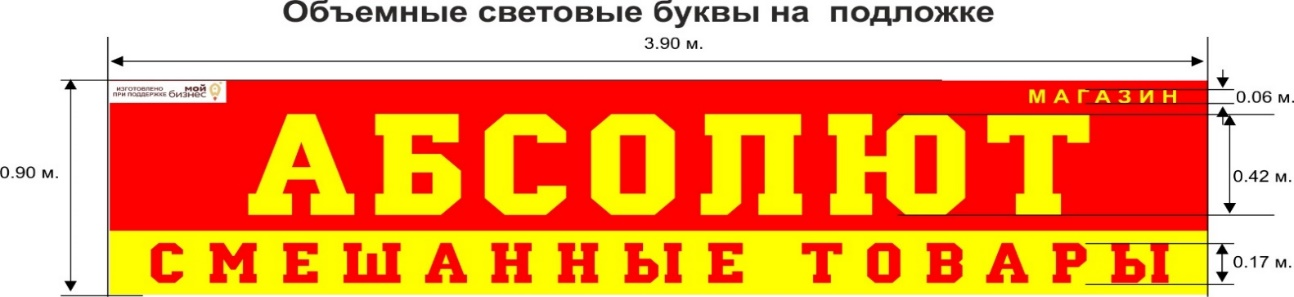 Объемные световые буквы на подложке
3.90 м.
ИЗГОТОВЛЕНО
ПРИ ПОДДЕРЖКЕ
МОЙ
бизнес
МАГАЗИН
0.06 м.
АБСОЛЮТ
0.90 м.
0.42 м.
СМЕШАННЫЕ ТОВАРЫ
0.17 м.